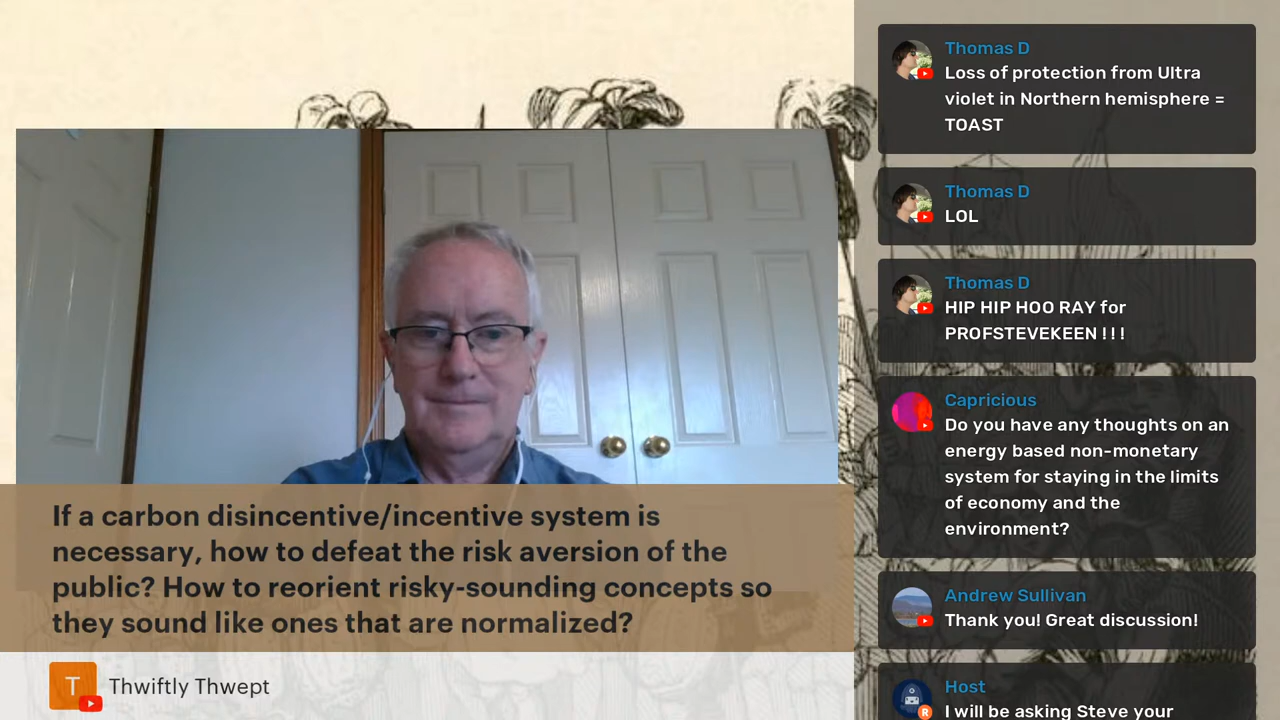 If a carbon disincentive/incentive system is
necessary, how to defeat the risk aversion of the
public? How to reorient risky-sounding concepts so
they sound like ones that are normalized?
T
Thwiftly Thwept
Thomas D
Loss of protection from Ultra
violet in Northern hemisphere =
TOAST
Thomas D
LOL
Thomas D
HIP HIP HOO RAY for
PROFSTEVEKEEN ! ! !
Capricious
Do you have any thoughts on an
energy based non-monetary
system for staying in the limits
of economy and the
environment?
Andrew Sullivan
Thank you! Great discussion!
Host
R
I will be asking Steve your